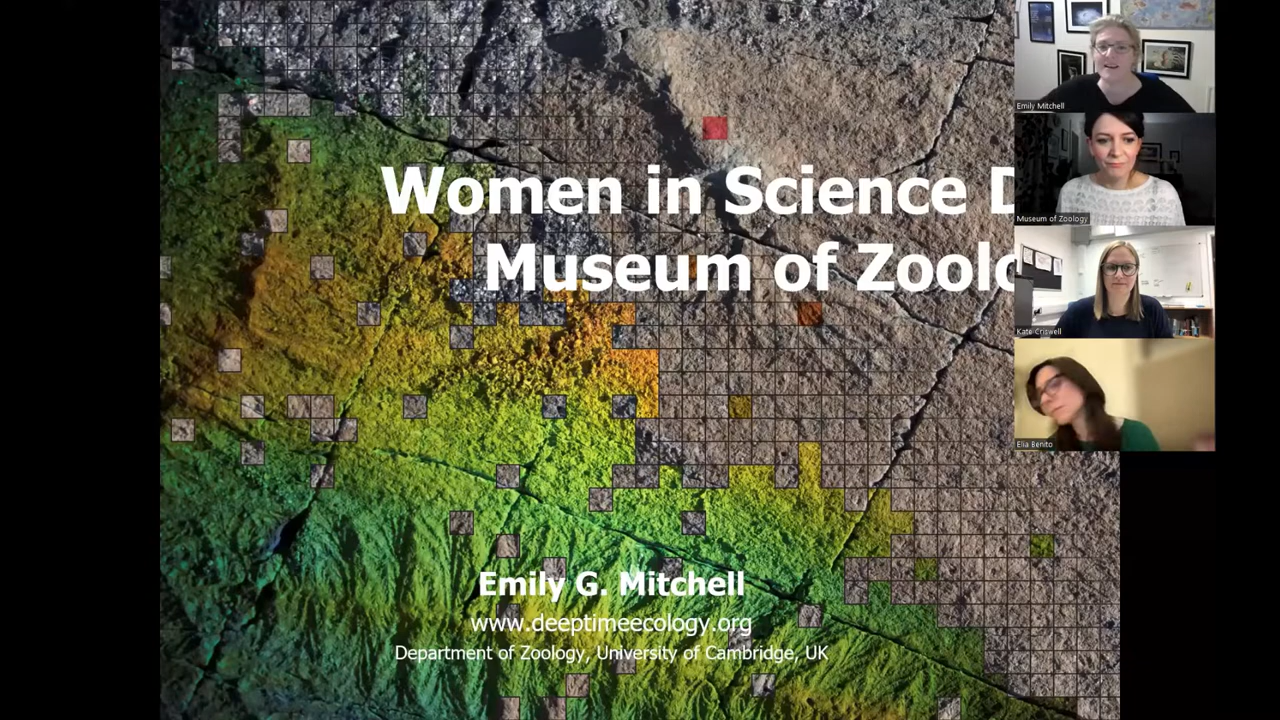 Women in Science D
Museum of Zoolo
Emily G. Mitchell
www.deeptimeecology.org
Department of Zoology, University of Cambridge, UK
Emily Mitchell
Museum of Zoology
Kate Criswell
Elia Benito